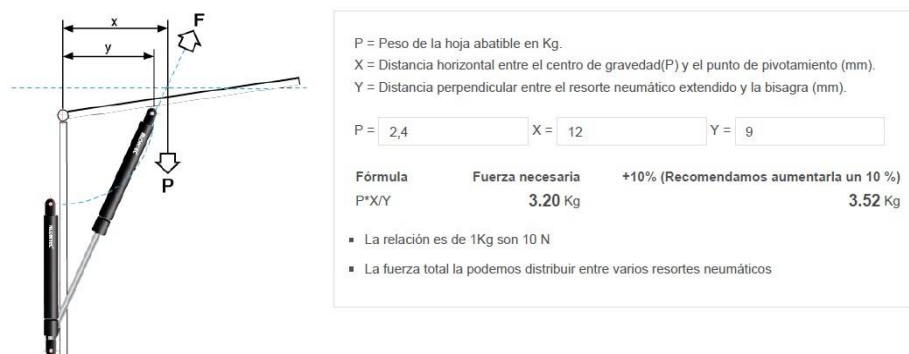 x
F
y
P
P = Peso de la hoja abatible en Kg.
X = Distancia horizontal entre el centro de gravedad(P) y el punto de pivotamiento (mm).
Y = Distancia perpendicular entre el resorte neumático extendido y la bisagra (mm).
P = 2,4 X = 12 Y = 9
Fórmula Fuerza necesaria +10% (Recomendamos aumentarla un 10 %)
P*X/Y 3.20 Kg 3.52 Kg
▪ La relación es de 1Kg son 10 N
▪ La fuerza total la podemos distribuir entre varios resortes neumáticos